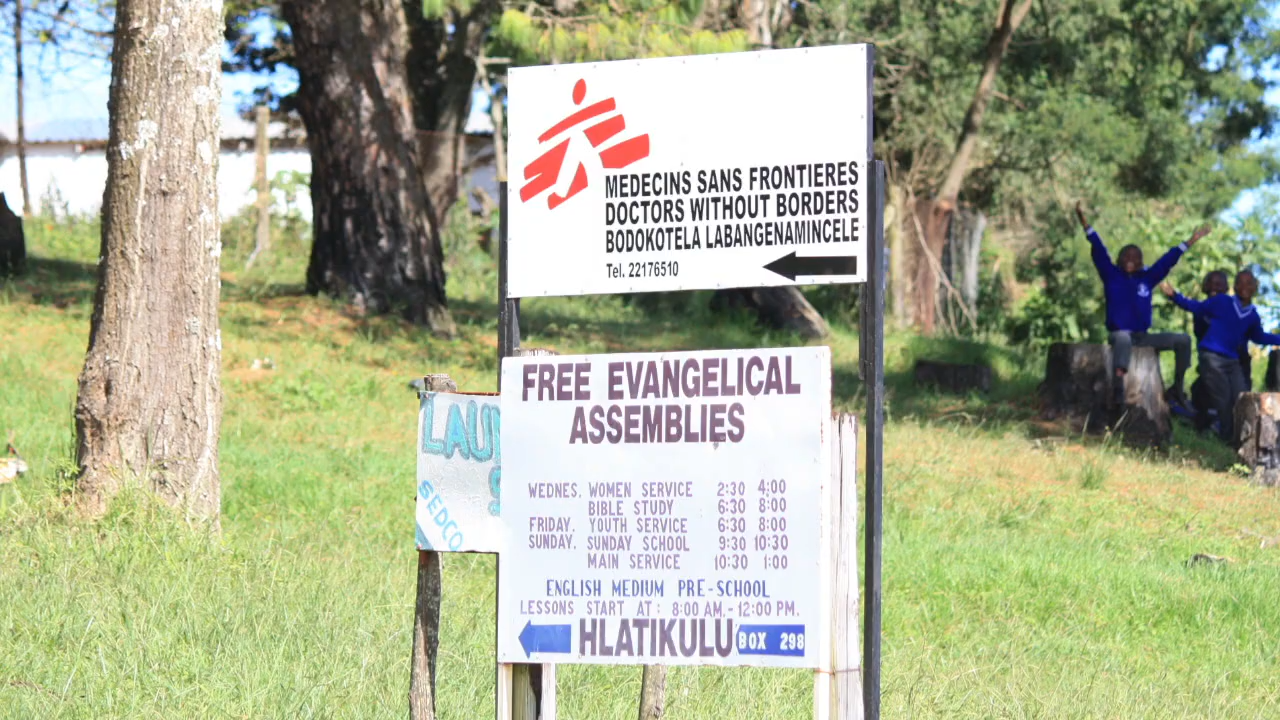 MEDECINS SANS FRONTIERES
DOCTORS WITHOUT BORDERS
BODOKOTELA LABANGENAMINCELE
Tel. 22176510
FREE EVANGELICAL
ASSEMBLIES
WEDNES. WOMEN SERVICE 2:30 4:00
BIBLE STUDY 6:30 8:00
FRIDAY. YOUTH SERVICE 6:30 8:00
SUNDAY. SUNDAY SCHOOL 9:30 10:30
MAIN SERVICE 10:30 1:00
ENGLISH MEDIUM PRE-SCHOOL
LESSONS START AT: 8:00 AM.- 12:00 PM.
HLATIKULU BOX 298
SEDCO